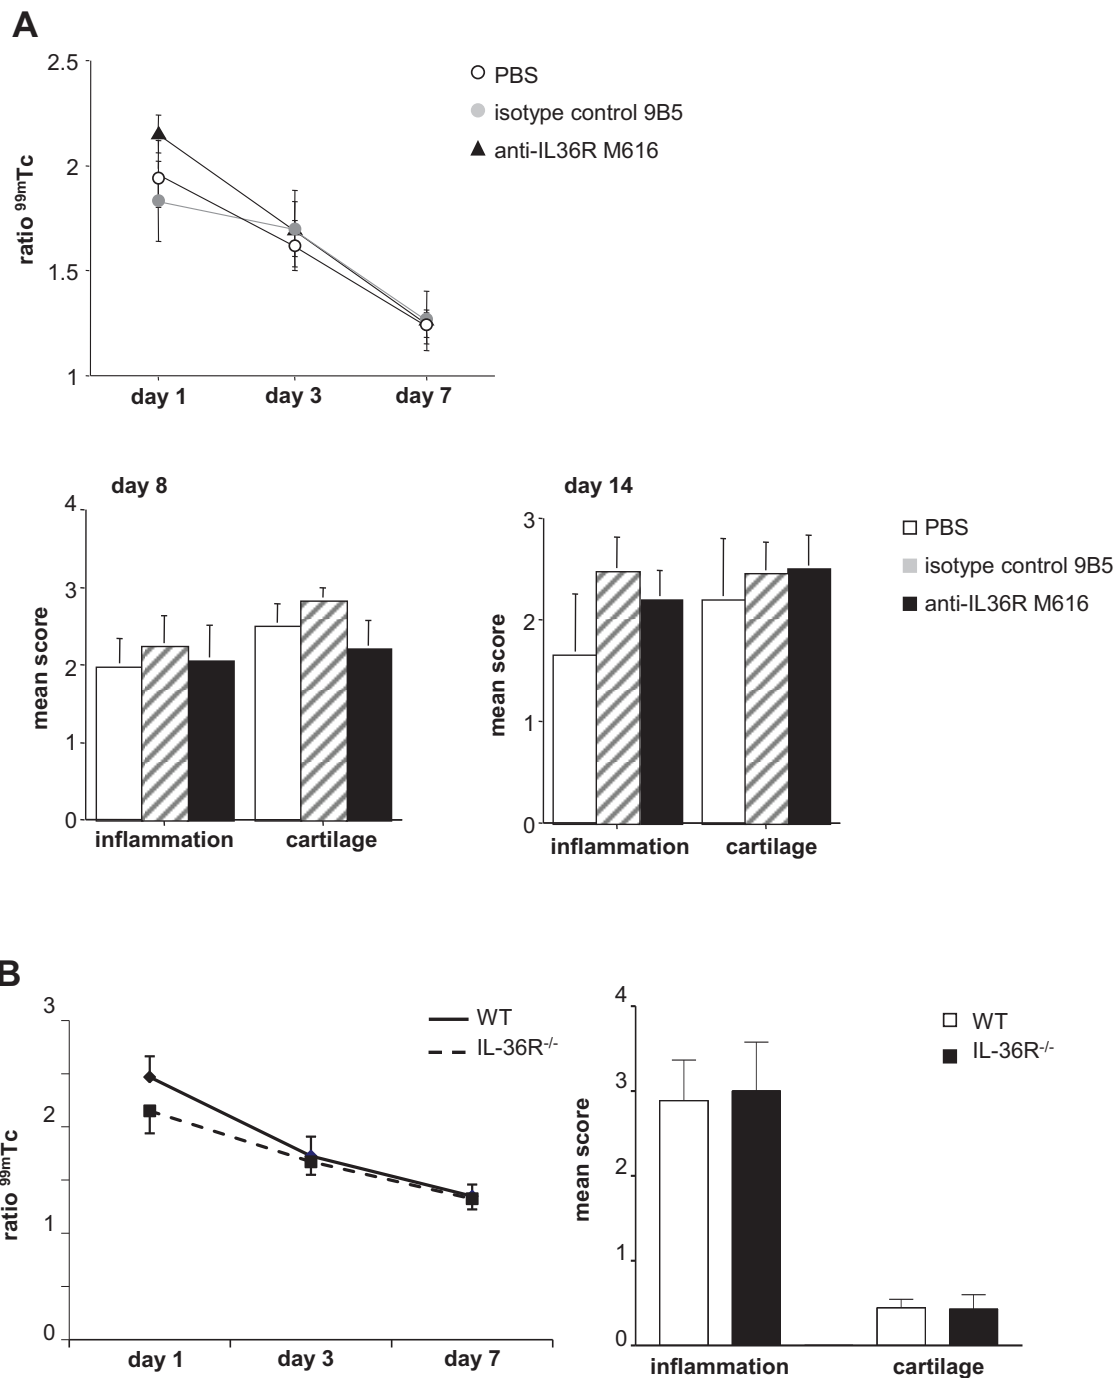 A
2.5
2
1.5
1
ratio 99mTc
day 1 day 3 day 7
PBS
isotype control 9B5
anti-IL36R M616
day 8
4
3
2
1
0
mean score
inflammation cartilage
day 14
3
2
1
0
mean score
inflammation cartilage
PBS
isotype control 9B5
anti-IL36R M616
B
3
2
1
0
ratio 99mTc
day 1 day 3 day 7
WT
IL-36R-/-
4
3
2
1
0
mean score
inflammation cartilage
WT
IL-36R-/-